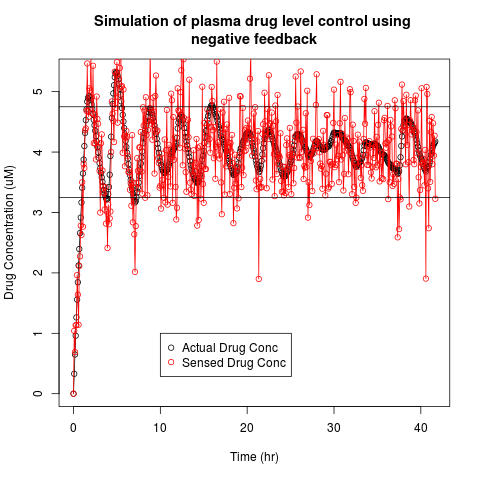 Simulation of plasma drug level control using
negative feedback
Drug Concentration (uM)
5
4
3
2
1
0
Actual Drug Conc
Sensed Drug Conc
0 10 20 30 40
Time (hr)